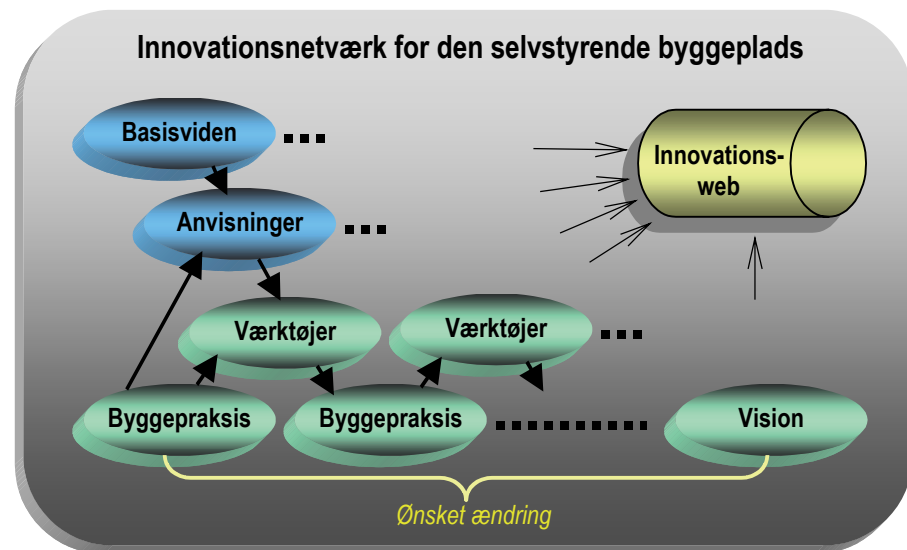 Innovationsnetværk for den selvstyrende byggeplads
Basisviden
Innovations-
web
Anvisninger
Værktøjer
Værktøjer
Byggepraksis
Byggepraksis
Vision
Ønsket ændring